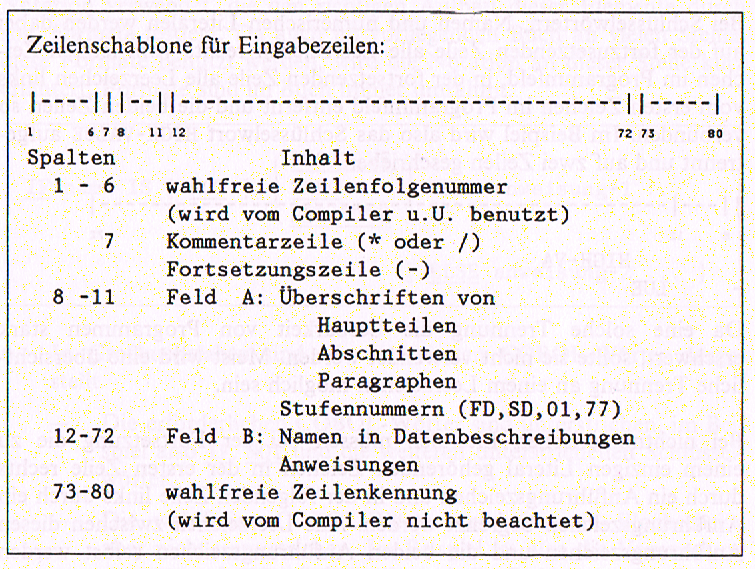 Zeilenschablone für Eingabezeilen:
|----|||--||-----------------------------------||-----|
1 6 7 8 11 12 72 73 80
Spalten Inhalt
1 - 6 wahlfreie Zeilenfolgenummer
(wird vom Compiler u.U. benutzt)
7 Kommentarzeile (* oder /)
Fortsetzungszeile (-)
8 -11 Feld A: Überschriften von
Hauptteilen
Abschnitten
Paragraphen
Stufennummern (FD,SD,01,77)
12-72 Feld B: Namen in Datenbeschreibungen
Anweisungen
73-80 wahlfreie Zeilenkennung
(wird vom Compiler nicht beachtet)